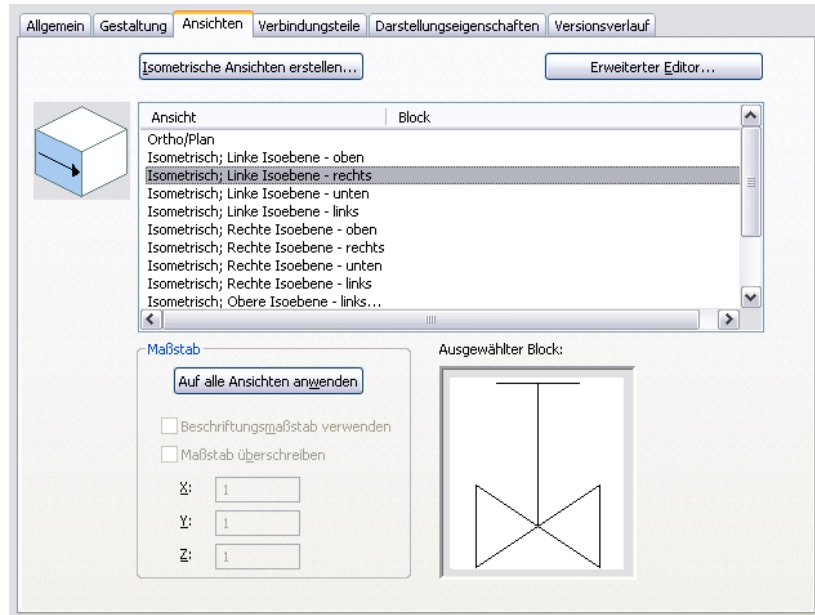 Allgemein Gestaltung Ansichten Verbindungsteile Darstellungseigenschaften Versionsverlauf
Isometrische Ansichten erstellen... Erweiterter Editor...
Ansicht Block
Ortho/Plan
Isometrisch; Linke Isoebene - oben
Isometrisch; Linke Isoebene - rechts
Isometrisch; Linke Isoebene - unten
Isometrisch; Linke Isoebene - links
Isometrisch; Rechte Isoebene - oben
Isometrisch; Rechte Isoebene - rechts
Isometrisch; Rechte Isoebene - unten
Isometrisch; Rechte Isoebene - links
Isometrisch; Obere Isoebene - links...
Maßstab Ausgewählter Block:
Auf alle Ansichten anwenden
Beschriftungsmaßstab verwenden
Maßstab überschreiben
X: 1
Y: 1
Z: 1